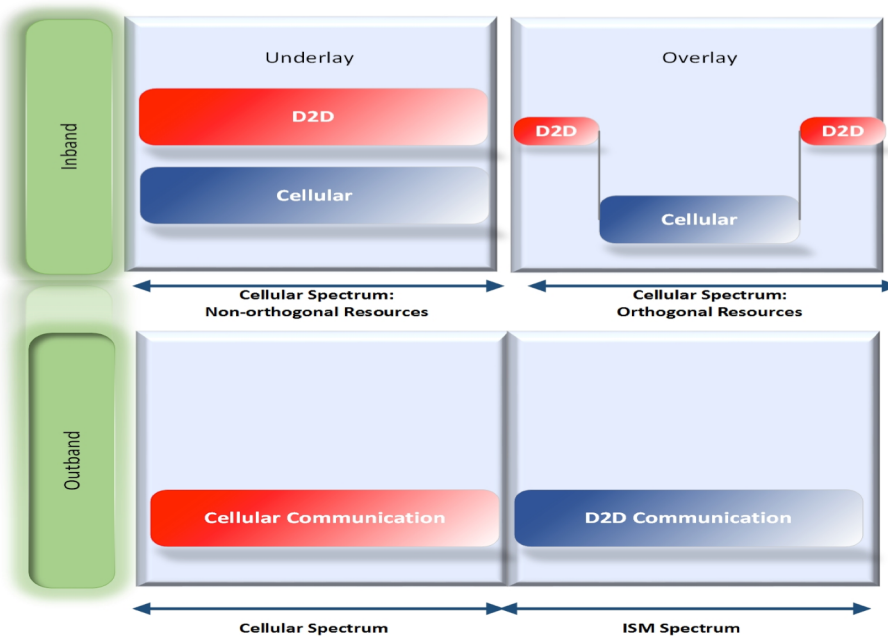 Inband
Underlay
D2D
Cellular
Cellular Spectrum:
Non-orthogonal Resources
Overlay
D2D
D2D
Cellular
Cellular Spectrum:
Orthogonal Resources
Outband
Cellular Communication
D2D Communication
Cellular Spectrum
ISM Spectrum